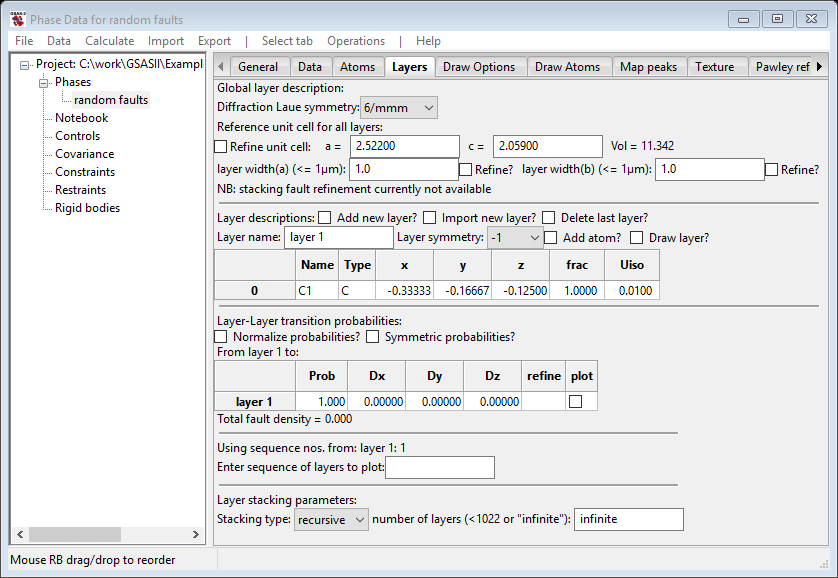 Phase Data for random faults
File Data Calculate Import Export | Select tab Operations | Help
Project: C:\work\GSASII\Exampl
Phases
random faults
Notebook
Controls
Covariance
Constraints
Restraints
Rigid bodies
General Data Atoms Layers Draw Options Draw Atoms Map peaks Texture Pawley ref
Global layer description:
Diffraction Laue symmetry: 6/mmm
Reference unit cell for all layers:
Refine unit cell: a = 2.52200 c = 2.05900 Vol = 11.342
layer width(a) (<= 1μm): 1.0 Refine? layer width(b) (<= 1μm): 1.0 Refine?
NB: stacking fault refinement currently not available
Layer descriptions: Add new layer? Import new layer? Delete last layer?
Layer name: layer 1 Layer symmetry: -1 Add atom? Draw layer?
Name Type x y z frac Uiso
0 C1 C -0.33333 -0.16667 -0.12500 1.0000 0.0100
Layer-Layer transition probabilities:
Normalize probabilities? Symmetric probabilities?
From layer 1 to:
Prob Dx Dy Dz refine plot
layer 1 1.000 0.00000 0.00000 0.00000
Total fault density = 0.000
Using sequence nos. from: layer 1: 1
Enter sequence of layers to plot:
Layer stacking parameters:
Stacking type: recursive number of layers (<1022 or "infinite"): infinite
Mouse RB drag/drop to reorder